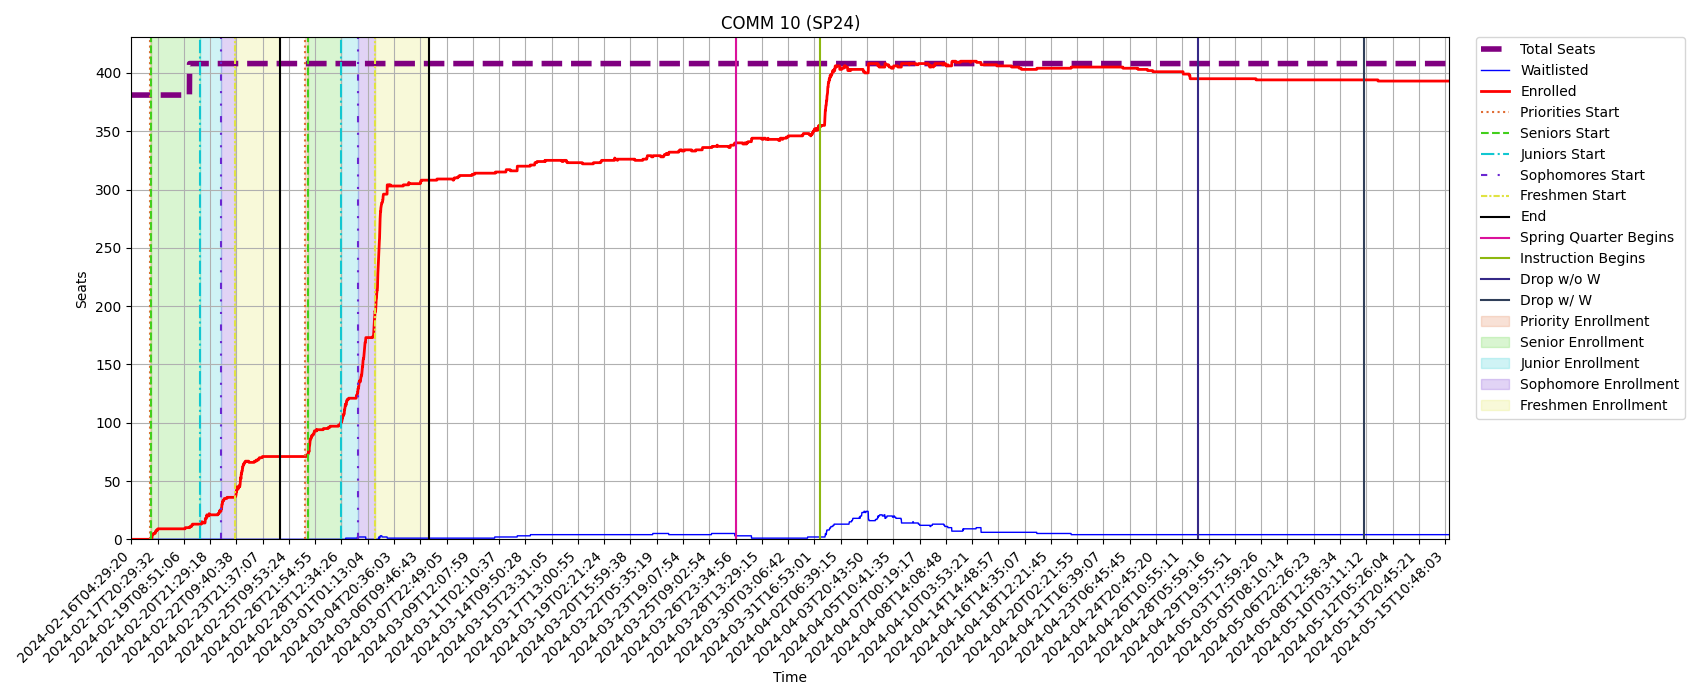 COMM 10 (SP24)
Seats
400
350
300
250
200
150
100
50
0
2024-02-16T04:29:20
2024-02-17T20:29:32
2024-02-19T08:51:06
2024-02-20T21:29:18
2024-02-22T09:40:38
2024-02-23T21:37:07
2024-02-25T09:53:24
2024-02-26T21:54:55
2024-02-28T12:34:26
2024-03-01T01:13:04
2024-03-04T20:36:03
2024-03-06T09:46:43
2024-03-07T22:49:05
2024-03-09T12:07:59
2024-03-11T02:10:37
2024-03-14T09:50:28
2024-03-15T23:31:05
2024-03-17T13:00:55
2024-03-19T02:21:24
2024-03-20T15:59:38
2024-03-22T05:35:19
2024-03-23T19:07:54
2024-03-25T09:02:54
2024-03-26T23:34:56
2024-03-28T13:29:15
2024-03-30T03:06:42
2024-03-31T16:53:01
2024-04-02T06:39:15
2024-04-03T20:43:50
2024-04-05T10:41:35
2024-04-07T00:19:17
2024-04-08T14:08:48
2024-04-10T03:53:21
2024-04-14T14:48:57
2024-04-16T14:35:07
2024-04-18T12:21:45
2024-04-20T02:21:55
2024-04-21T16:39:07
2024-04-23T06:45:45
2024-04-24T20:45:20
2024-04-26T10:55:11
2024-04-28T05:59:16
2024-04-29T19:55:51
2024-05-03T17:59:26
2024-05-05T08:10:14
2024-05-06T22:26:23
2024-05-08T12:58:34
2024-05-10T03:11:12
2024-05-12T05:26:04
2024-05-13T20:45:21
2024-05-15T10:48:03
Time
Total Seats
Waitlisted
Enrolled
Priorities Start
Seniors Start
Juniors Start
Sophomores Start
Freshmen Start
End
Spring Quarter Begins
Instruction Begins
Drop w/o W
Drop w/ W
Priority Enrollment
Senior Enrollment
Junior Enrollment
Sophomore Enrollment
Freshmen Enrollment